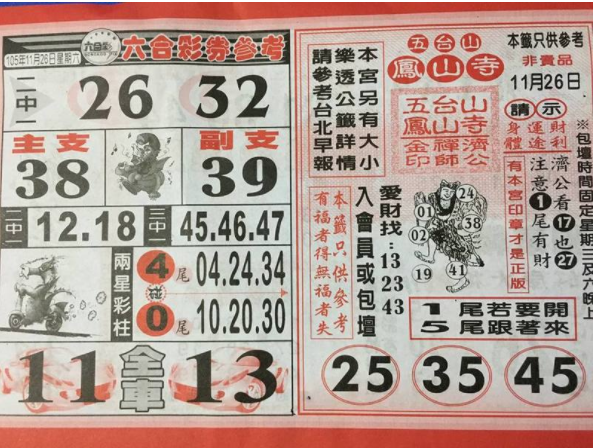 105年11月26日星期六
六合彩
六合彩券參考
二中一
26 32
主支
38
副支
39
二中一
12.18
三中一
45.46.47
兩星彩柱
4尾 04.24.34
0尾 10.20.30
11 全車 13
五台山
鳳山寺
本籤只供參考
非賣品
11月26日
本宮另有大小
樂透公籤詳情
請參考台北早報
五台山
鳳山寺
金禪濟
印師公
請示
財利
運途
身體
濟公看17也27
注意1尾有財
有本宮印章才是正版
※包壇時間固定星期三及六晚上
24
01
38
02
19
41
愛財找:13 23 43
入會員或包壇
本籤只供參考
有福者得無福者失
1尾若要開
5尾跟著來
25 35 45